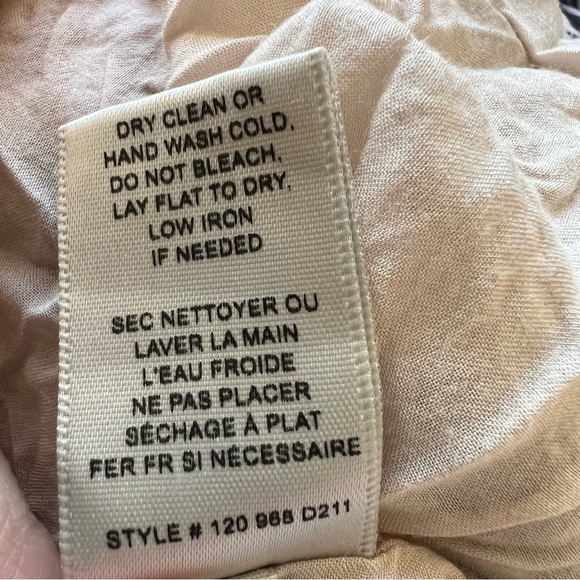 DRY CLEAN OR
HAND WASH COLD,
DO NOT BLEACH,
LAY FLAT TO DRY,
LOW IRON
IF NEEDED
SEC NETTOYER OU
LAVER LA MAIN
L'EAU FROIDE
NE PAS PLACER
SÉCHAGE À PLAT
FER FR SI NÉCESSAIRE
STYLE # 120 968 D211